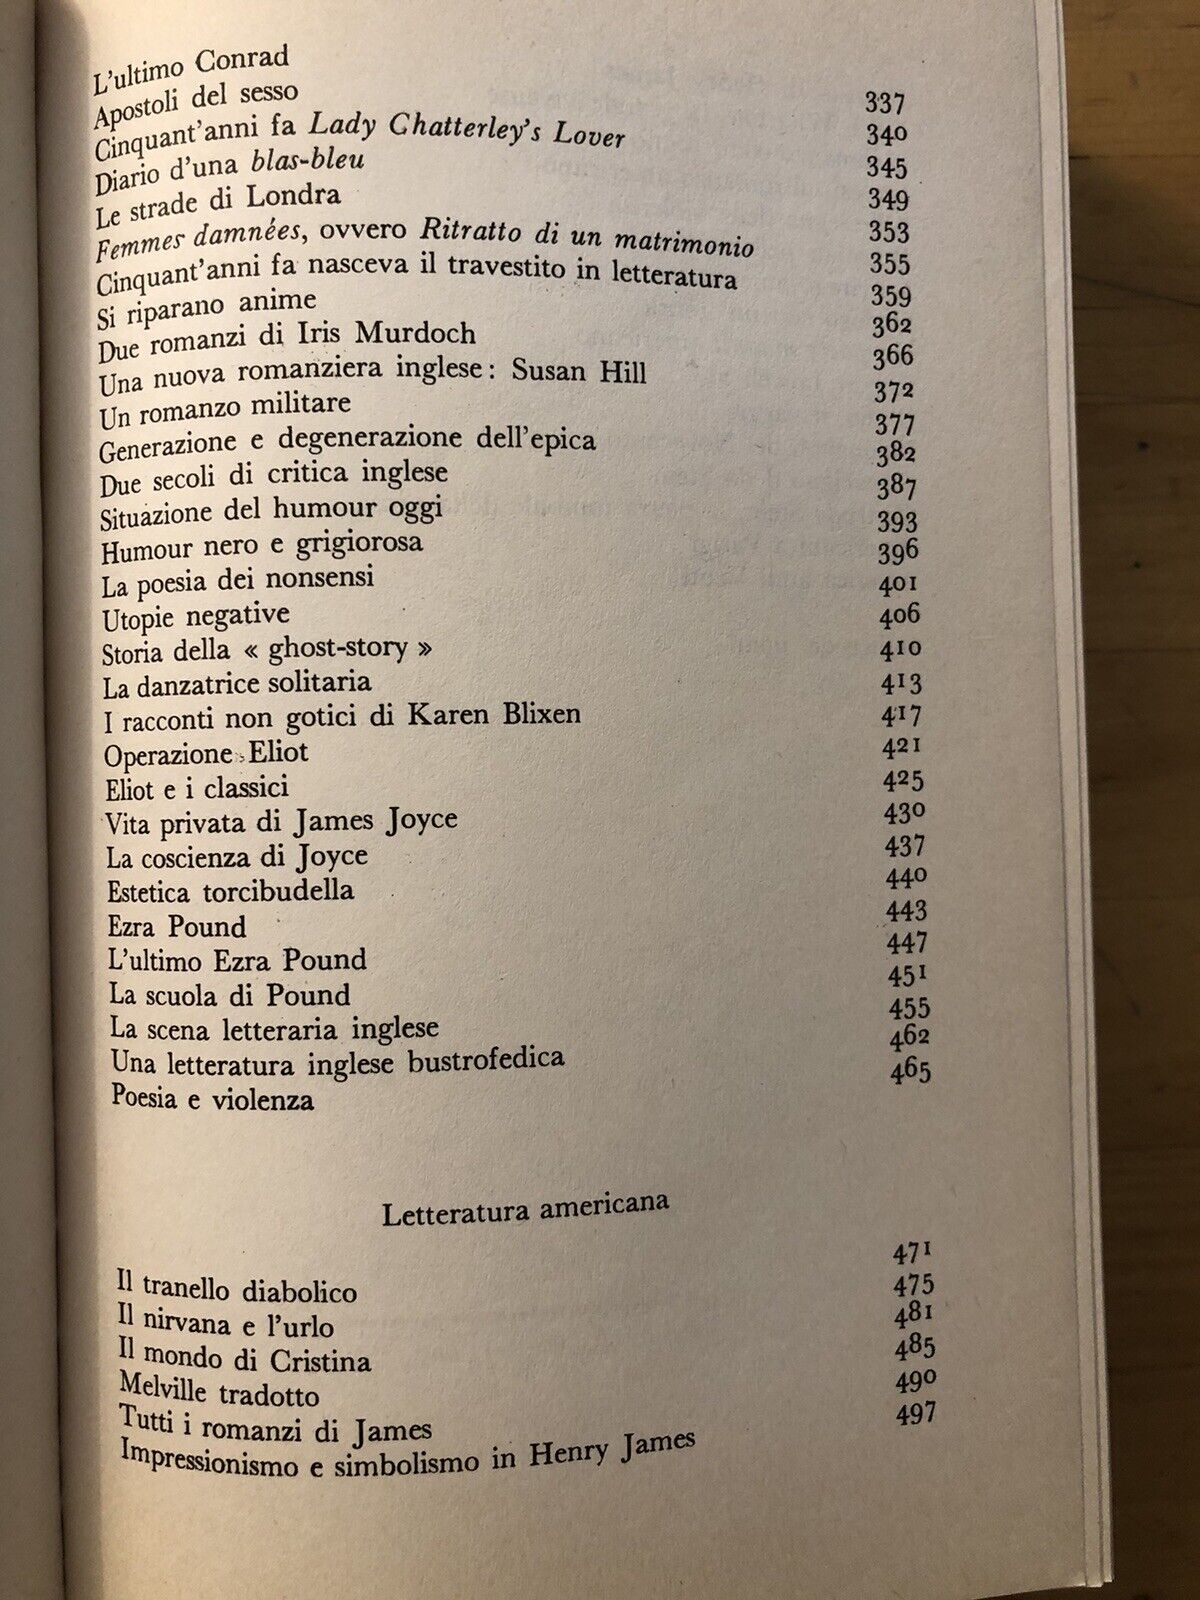 L'ultimo Conrad 337
Apostoli del sesso 340
Cinquant'anni fa Lady Chatterley's Lover 345
Diario d'una blas-bleu 349
Le strade di Londra 353
Femmes damnées, ovvero Ritratto di un matrimonio 355
Cinquant'anni fa nasceva il travestito in letteratura 359
Si riparano anime 362
Due romanzi di Iris Murdoch 366
Una nuova romanziera inglese: Susan Hill 372
Un romanzo militare 377
Generazione e degenerazione dell'epica 382
Due secoli di critica inglese 387
Situazione del humour oggi 393
Humour nero e grigiorosa 396
La poesia dei nonsensi 401
Utopie negative 406
Storia della « ghost-story » 410
La danzatrice solitaria 413
I racconti non gotici di Karen Blixen 417
Operazione Eliot 421
Eliot e i classici 425
Vita privata di James Joyce 430
La coscienza di Joyce 437
Estetica torcibudella 440
Ezra Pound 443
L'ultimo Ezra Pound 447
La scuola di Pound 451
La scena letteraria inglese 455
Una letteratura inglese bustrofedica 462
Poesia e violenza 465
Letteratura americana
Il tranello diabolico 471
Il nirvana e l'urlo 475
Il mondo di Cristina 481
Melville tradotto 485
Tutti i romanzi di James 490
Impressionismo e simbolismo in Henry James 497